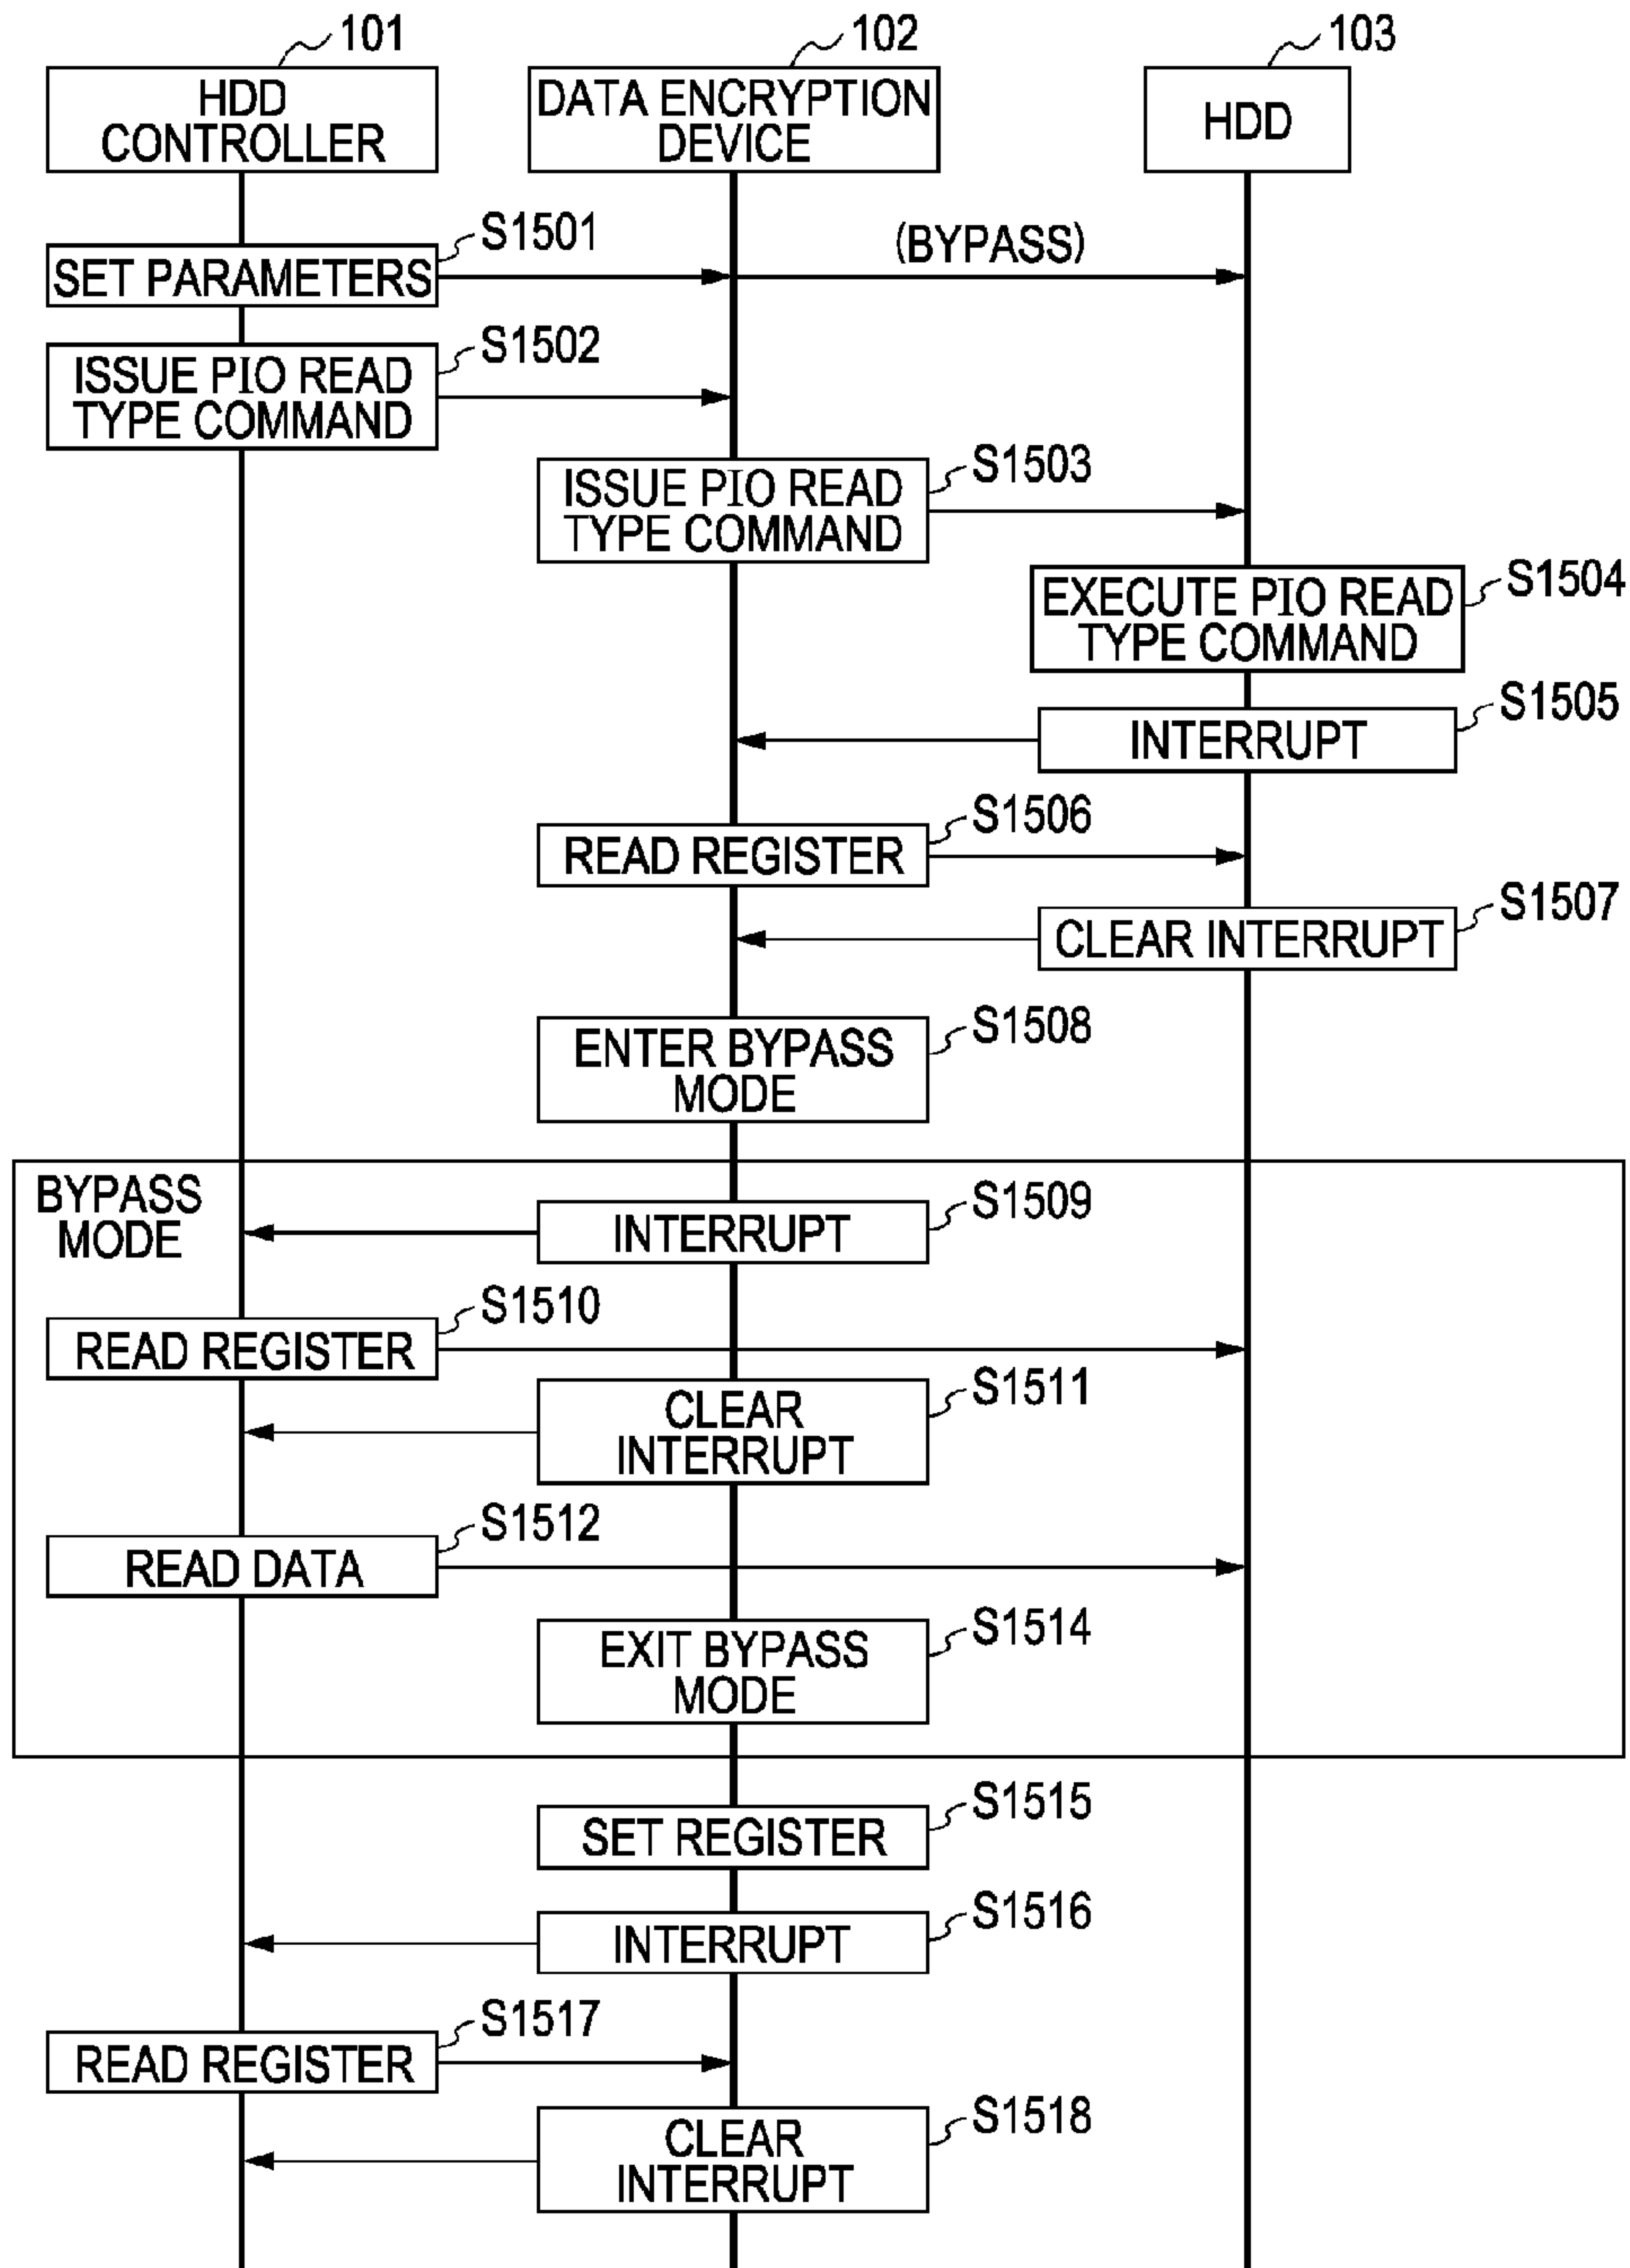 101
102
103
HDD
CONTROLLER
DATA ENCRYPTION
DEVICE
HDD
S1501
(BYPASS)
SET PARAMETERS
S1502
ISSUE PIO READ
TYPE COMMAND
S1503
ISSUE PIO READ
TYPE COMMAND
S1504
EXECUTE PIO READ
TYPE COMMAND
S1505
INTERRUPT
S1506
READ REGISTER
S1507
CLEAR INTERRUPT
S1508
ENTER BYPASS
MODE
BYPASS
MODE
S1509
INTERRUPT
S1510
READ REGISTER
S1511
CLEAR
INTERRUPT
S1512
READ DATA
S1514
EXIT BYPASS
MODE
S1515
SET REGISTER
S1516
INTERRUPT
S1517
READ REGISTER
S1518
CLEAR
INTERRUPT